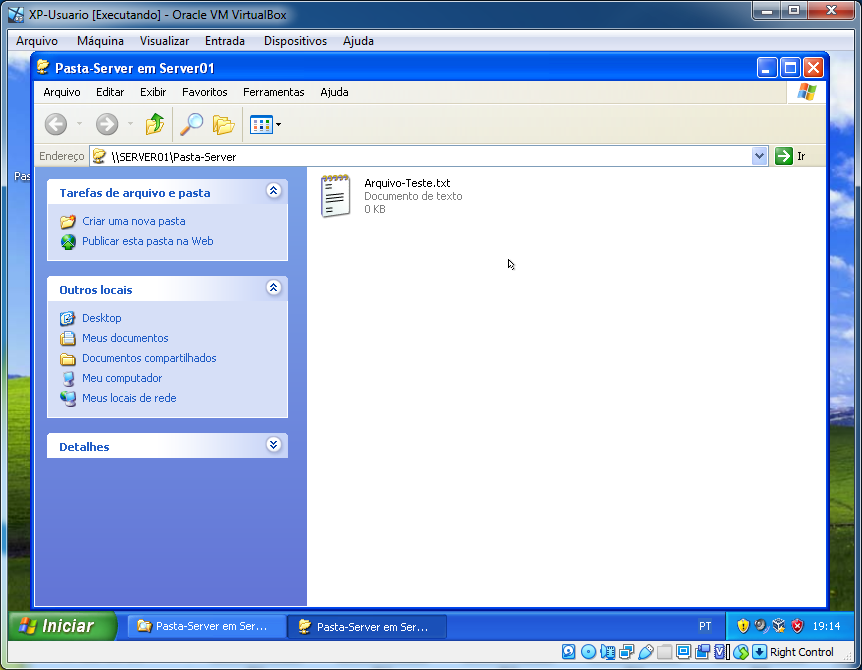 XP-Usuario [Executando] - Oracle VM VirtualBox
Arquivo Máquina Visualizar Entrada Dispositivos Ajuda
Pasta-Server em Server01
Arquivo Editar Exibir Favoritos Ferramentas Ajuda
Endereço \\SERVER01\Pasta-Server Ir
Pas
Tarefas de arquivo e pasta
Criar uma nova pasta
Publicar esta pasta na Web
Outros locais
Desktop
Meus documentos
Documentos compartilhados
Meu computador
Meus locais de rede
Detalhes
Arquivo-Teste.txt
Documento de texto
0 KB
Iniciar Pasta-Server em Ser... Pasta-Server em Ser... PT 19:14
Right Control